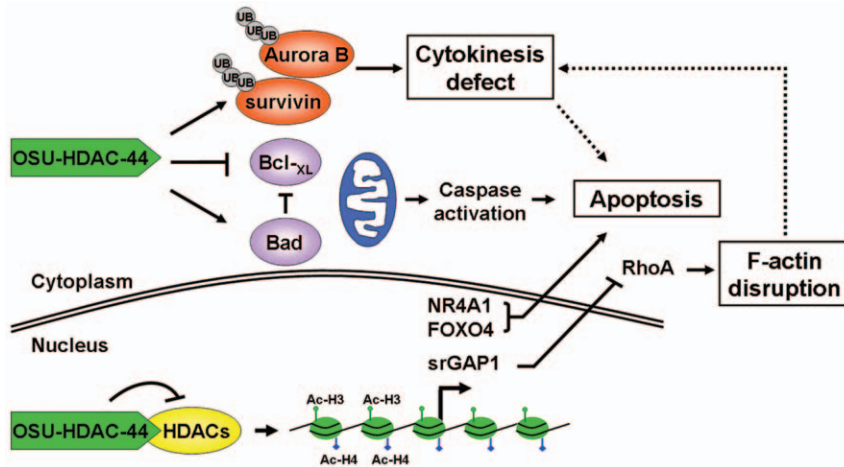 UB
UB
UB
Aurora B
UB
UB
UB
survivin
Cytokinesis
defect
OSU-HDAC-44
Bcl-XL
Bad
Caspase
activation
Apoptosis
RhoA
F-actin
disruption
Cytoplasm
Nucleus
NR4A1
FOXO4
srGAP1
OSU-HDAC-44
HDACs
Ac-H3
Ac-H3
Ac-H4
Ac-H4